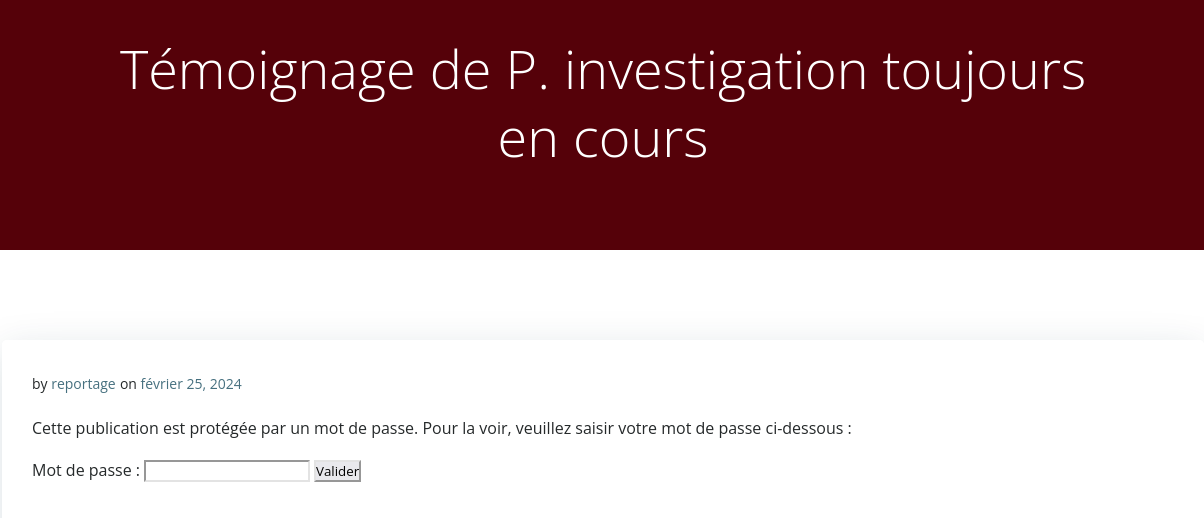 Témoignage de P. investigation toujours
en cours
by reportage on février 25, 2024
Cette publication est protégée par un mot de passe. Pour la voir, veuillez saisir votre mot de passe ci-dessous :
Mot de passe : Valider